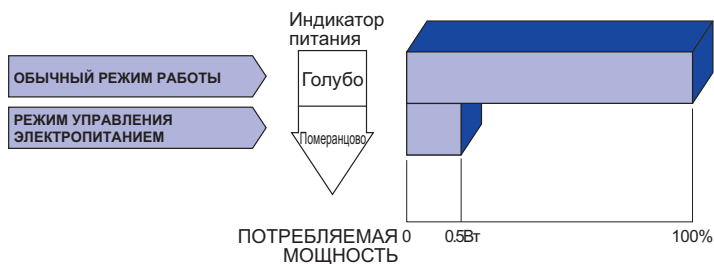 Индикатор
питания
ОБЫЧНЫЙ РЕЖИМ РАБОТЫ
Голубо
РЕЖИМ УПРАВЛЕНИЯ
ЭЛЕКТРОПИТАНИЕМ
Померанцово
ПОТРЕБЛЯЕМАЯ
МОЩНОСТЬ
0 0.5Вт 100%